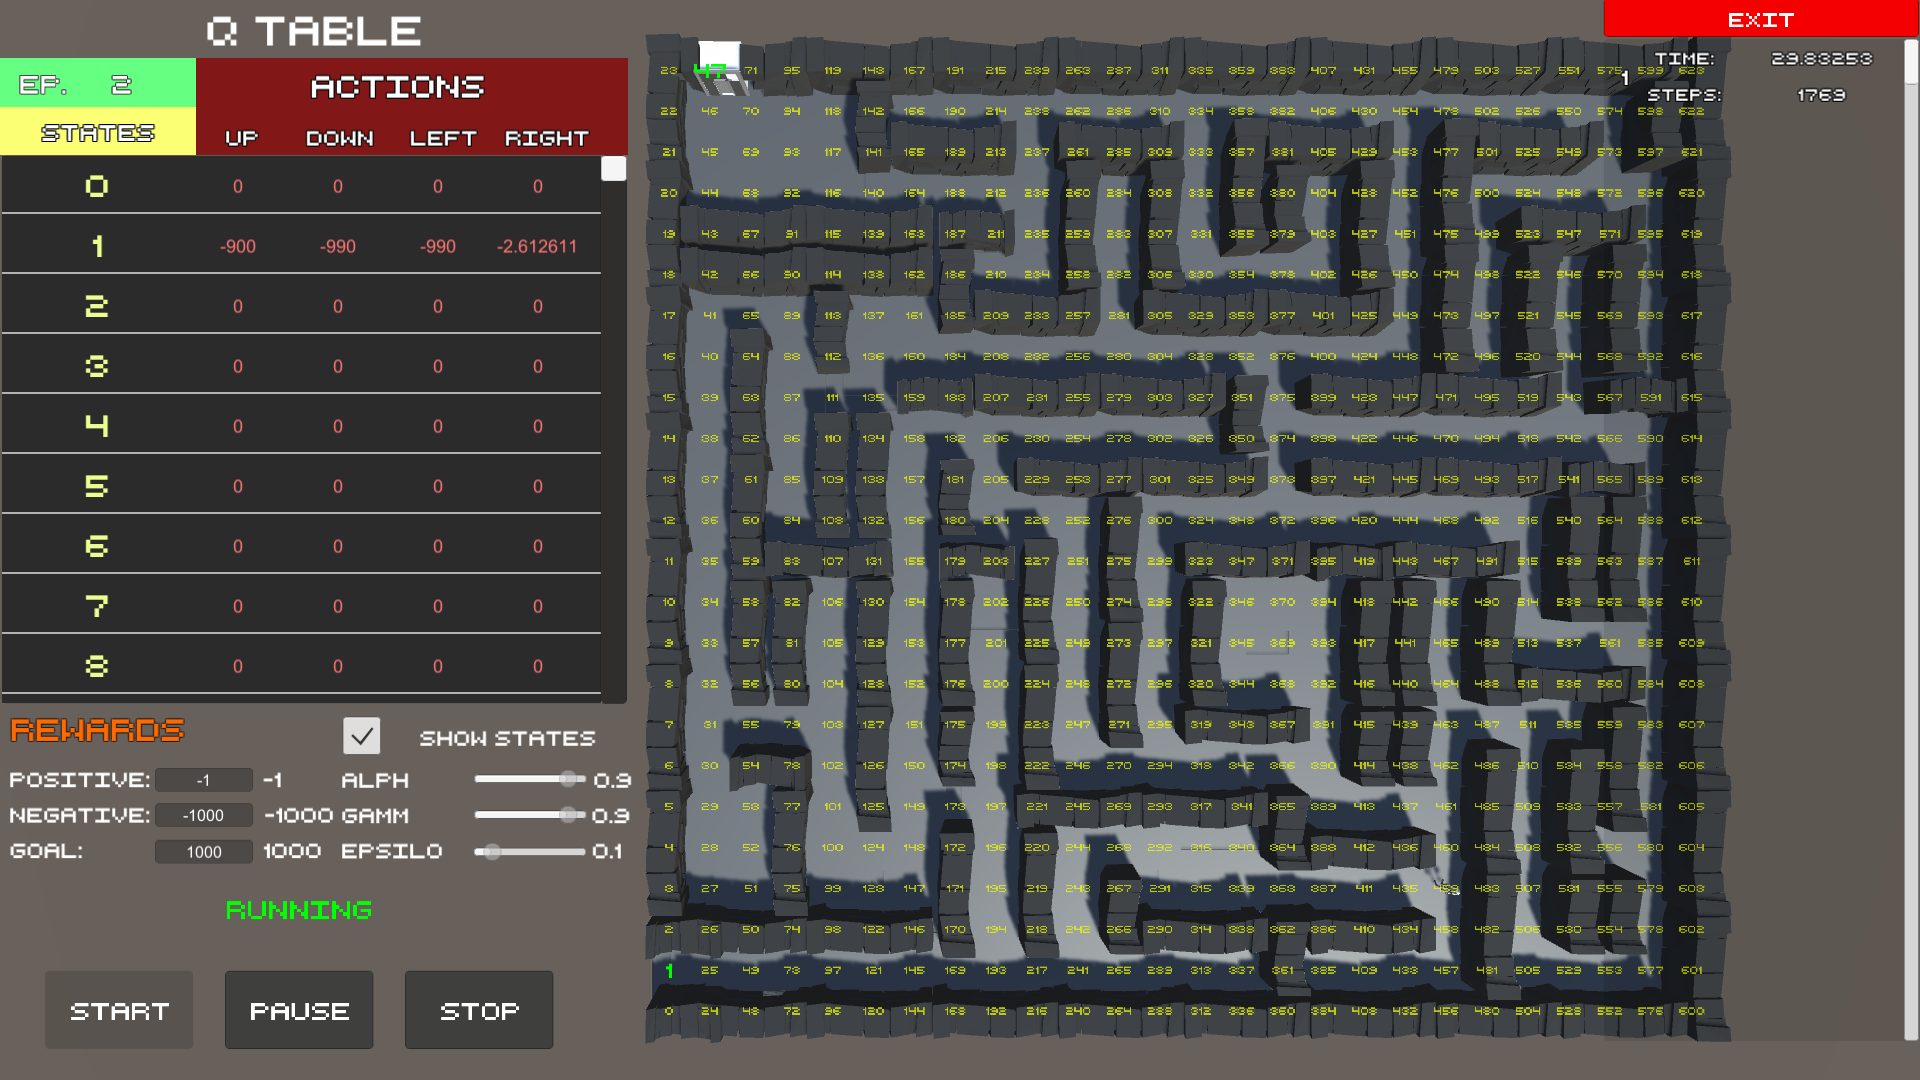 Q TABLE
EXIT
EP. 2
ACTIONS
STATES
UP DOWN LEFT RIGHT
0 0 0 0 0
1 -900 -990 -990 -2.612611
2 0 0 0 0
3 0 0 0 0
4 0 0 0 0
5 0 0 0 0
6 0 0 0 0
7 0 0 0 0
8 0 0 0 0
REWARDS
SHOW STATES
POSITIVE: -1 -1 ALPH 0.9
NEGATIVE: -1000 -1000 GAMM 0.9
GOAL: 1000 1000 EPSILO 0.1
RUNNING
START PAUSE STOP
TIME: 29.83253
1
STEPS: 1769
23 47 71 95 119 143 167 191 215 239 263 287 311 335 359 383 407 431 455 479 503 527 551 575 599 623
22 46 70 94 118 142 166 190 214 238 262 286 310 334 358 382 406 430 454 478 502 526 550 574 598 622
21 45 69 93 117 141 165 189 213 237 261 285 309 333 357 381 405 429 453 477 501 525 549 573 597 621
20 44 68 92 116 140 164 188 212 236 260 284 308 332 356 380 404 428 452 476 500 524 548 572 596 620
19 43 67 91 115 139 163 187 211 235 259 283 307 331 355 379 403 427 451 475 499 523 547 571 595 619
18 42 66 90 114 138 162 186 210 234 258 282 306 330 354 378 402 426 450 474 498 522 546 570 594 618
17 41 65 89 113 137 161 185 209 233 257 281 305 329 353 377 401 425 449 473 497 521 545 569 593 617
16 40 64 88 112 136 160 184 208 232 256 280 304 328 352 376 400 424 448 472 496 520 544 568 592 616
15 39 63 87 111 135 159 183 207 231 255 279 303 327 351 375 399 423 447 471 495 519 543 567 591 615
14 38 62 86 110 134 158 182 206 230 254 278 302 326 350 374 398 422 446 470 494 518 542 566 590 614
13 37 61 85 109 133 157 181 205 229 253 277 301 325 349 373 397 421 445 469 493 517 541 565 589 613
12 36 60 84 108 132 156 180 204 228 252 276 300 324 348 372 396 420 444 468 492 516 540 564 588 612
11 35 59 83 107 131 155 179 203 227 251 275 299 323 347 371 395 419 443 467 491 515 539 563 587 611
10 34 58 82 106 130 154 178 202 226 250 274 298 322 346 370 394 418 442 466 490 514 538 562 586 610
9 33 57 81 105 129 153 177 201 225 249 273 297 321 345 369 393 417 441 465 489 513 537 561 585 609
8 32 56 80 104 128 152 176 200 224 248 272 296 320 344 368 392 416 440 464 488 512 536 560 584 608
7 31 55 79 103 127 151 175 199 223 247 271 295 319 343 367 391 415 439 463 487 511 535 559 583 607
6 30 54 78 102 126 150 174 198 222 246 270 294 318 342 366 390 414 438 462 486 510 534 558 582 606
5 29 53 77 101 125 149 173 197 221 245 269 293 317 341 365 389 413 437 461 485 509 533 557 581 605
4 28 52 76 100 124 148 172 196 220 244 268 292 316 340 364 388 412 436 460 484 508 532 556 580 604
3 27 51 75 99 123 147 171 195 219 243 267 291 315 339 363 387 411 435 459 483 507 531 555 579 603
2 26 50 74 98 122 146 170 194 218 242 266 290 314 338 362 386 410 434 458 482 506 530 554 578 602
1 25 49 73 97 121 145 169 193 217 241 265 289 313 337 361 385 409 433 457 481 505 529 553 577 601
0 24 48 72 96 120 144 168 192 216 240 264 288 312 336 360 384 408 432 456 480 504 528 552 576 600